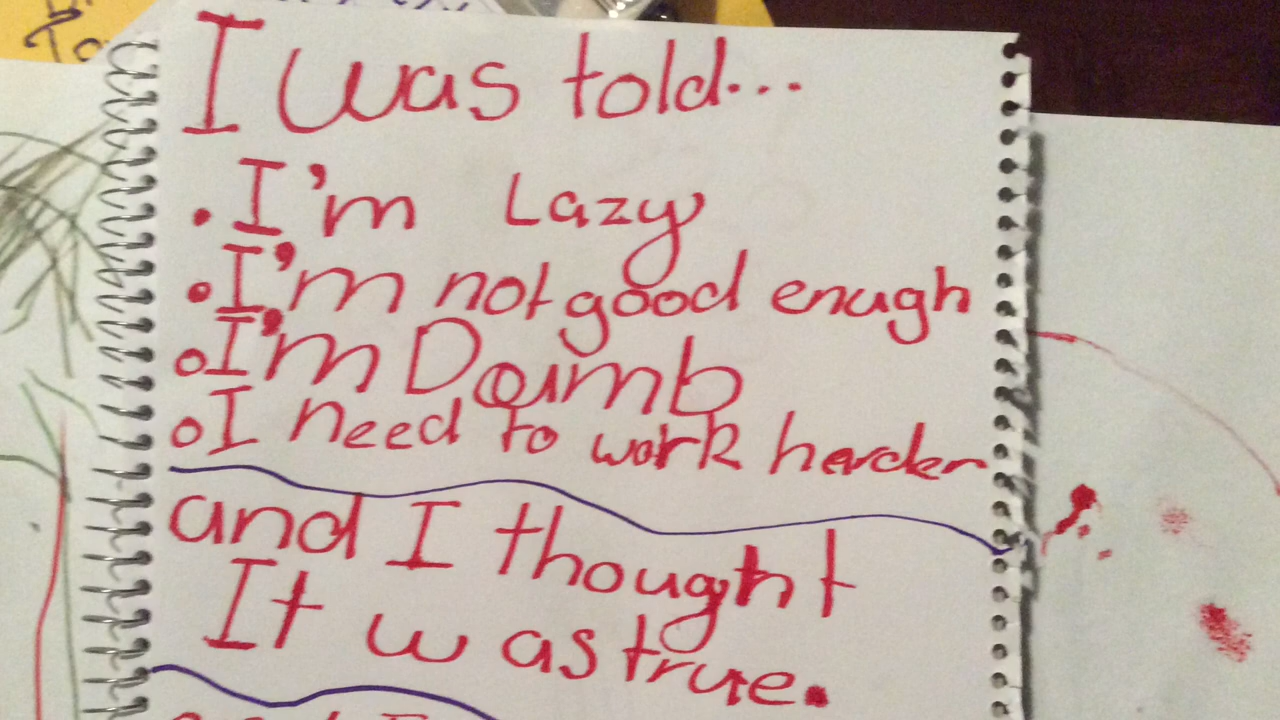 I was told...
• I'm Lazy
• I'm not good enugh
• I'm Dumb
• I need to work harder
and I thought
It was true.